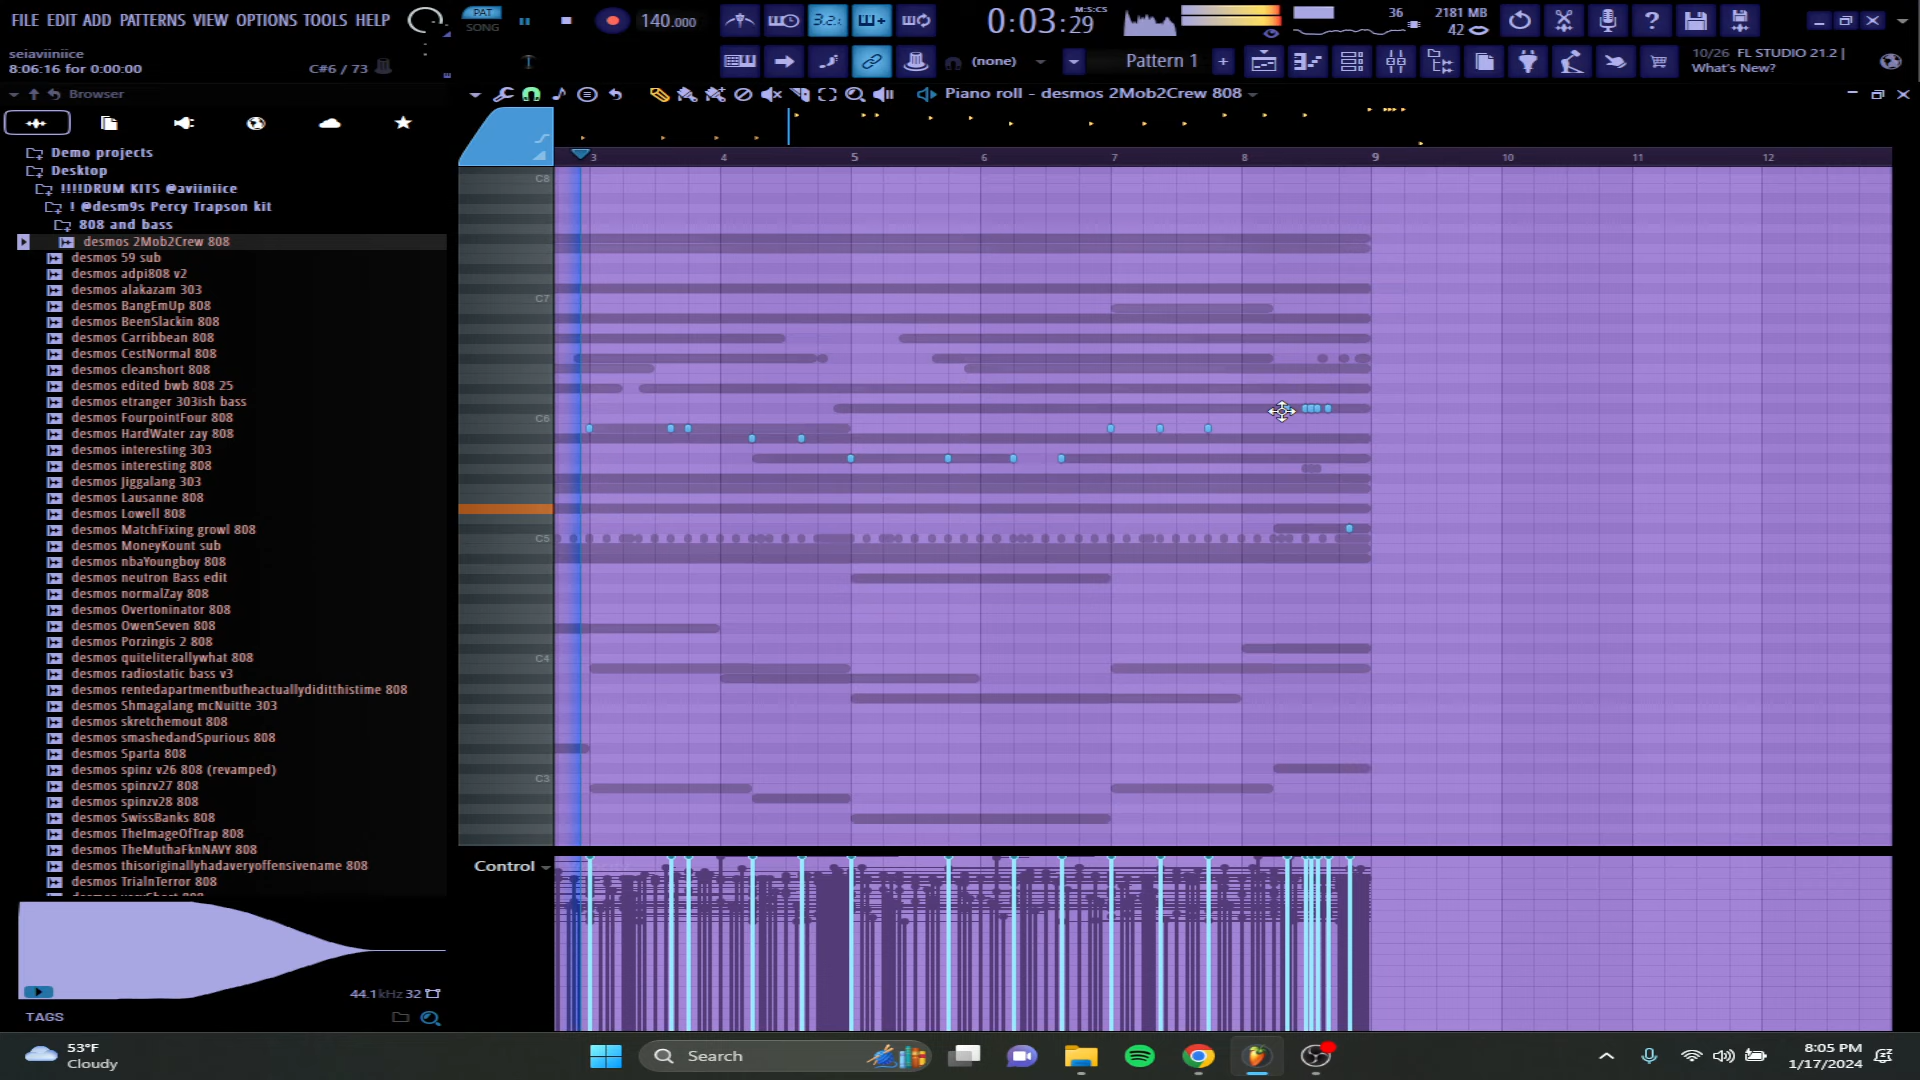 FILE EDIT ADD PATTERNS VIEW OPTIONS TOOLS HELP
PAT
SONG
140.000
3.2.
0:03:29
M:S:CS
36
2181 MB
42
seiaviiniice
8:06:16 for 0:00:00
C#6 / 73
(none)
Pattern 1
10/26 FL STUDIO 21.2 |
What's New?
Browser
Piano roll - desmos 2Mob2Crew 808
Demo projects
Desktop
!!!!DRUM KITS @aviiniice
! @desm9s Percy Trapson kit
808 and bass
desmos 2Mob2Crew 808
desmos 59 sub
desmos adpi808 v2
desmos alakazam 303
desmos BangEmUp 808
desmos BeenSlackin 808
desmos Carribbean 808
desmos CestNormal 808
desmos cleanshort 808
desmos edited bwb 808 25
desmos etranger 303ish bass
desmos FourpointFour 808
desmos HardWater zay 808
desmos interesting 303
desmos interesting 808
desmos Jiggalang 303
desmos Lausanne 808
desmos Lowell 808
desmos MatchFixing growl 808
desmos MoneyKount sub
desmos nbaYoungboy 808
desmos neutron Bass edit
desmos normalZay 808
desmos Overtoninator 808
desmos OwenSeven 808
desmos Porzingis 2 808
desmos quiteliterallywhat 808
desmos radiostatic bass v3
desmos rentedapartmentbutheactuallydiditthistime 808
desmos Shmagalang mcNuitte 303
desmos skretchemout 808
desmos smashedandSpurious 808
desmos Sparta 808
desmos spinz v26 808 (revamped)
desmos spinzv27 808
desmos spinzv28 808
desmos SwissBanks 808
desmos TheImageOfTrap 808
desmos TheMuthaFknNAVY 808
desmos thisoriginallyhadaveryoffensivename 808
desmos TrialnTerror 808
3 4 5 6 7 8 9 10 11 12
C8
C7
C6
C5
C4
C3
Control
44.1kHz 32
TAGS
53°F
Cloudy
Search
8:05 PM
1/17/2024